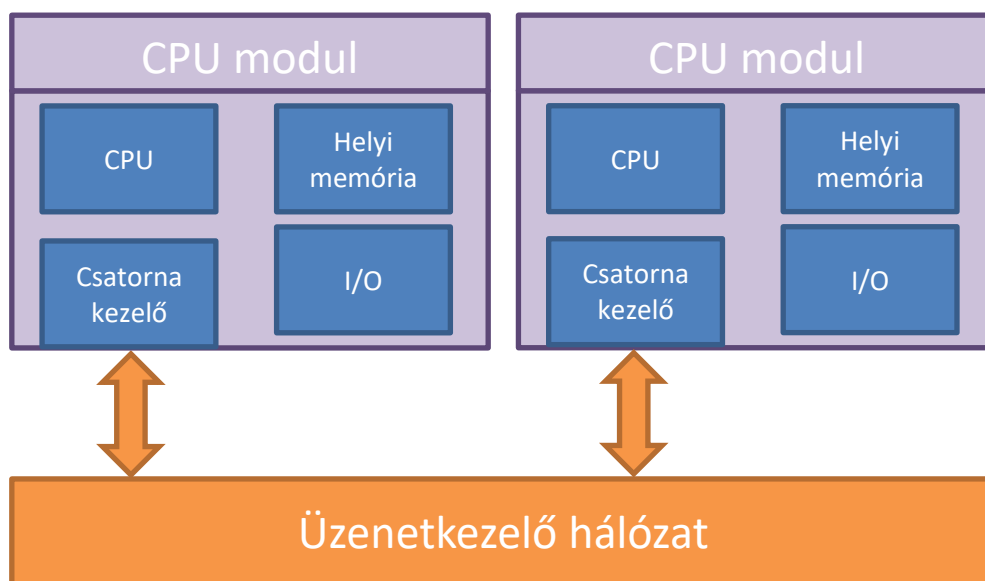 CPU modul
CPU
Helyi
memória
Csatorna
kezelő
I/O
CPU modul
CPU
Helyi
memória
Csatorna
kezelő
I/O
Üzenetkezelő hálózat